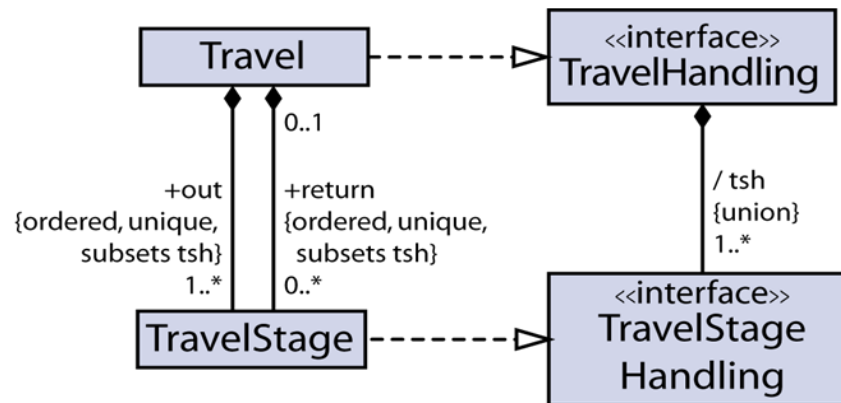 Travel
<<interface>>
TravelHandling
0..1
+out
{ordered, unique,
subsets tsh}
1..*
+return
{ordered, unique,
subsets tsh}
0..*
/ tsh
{union}
1..*
TravelStage
<<interface>>
TravelStage
Handling